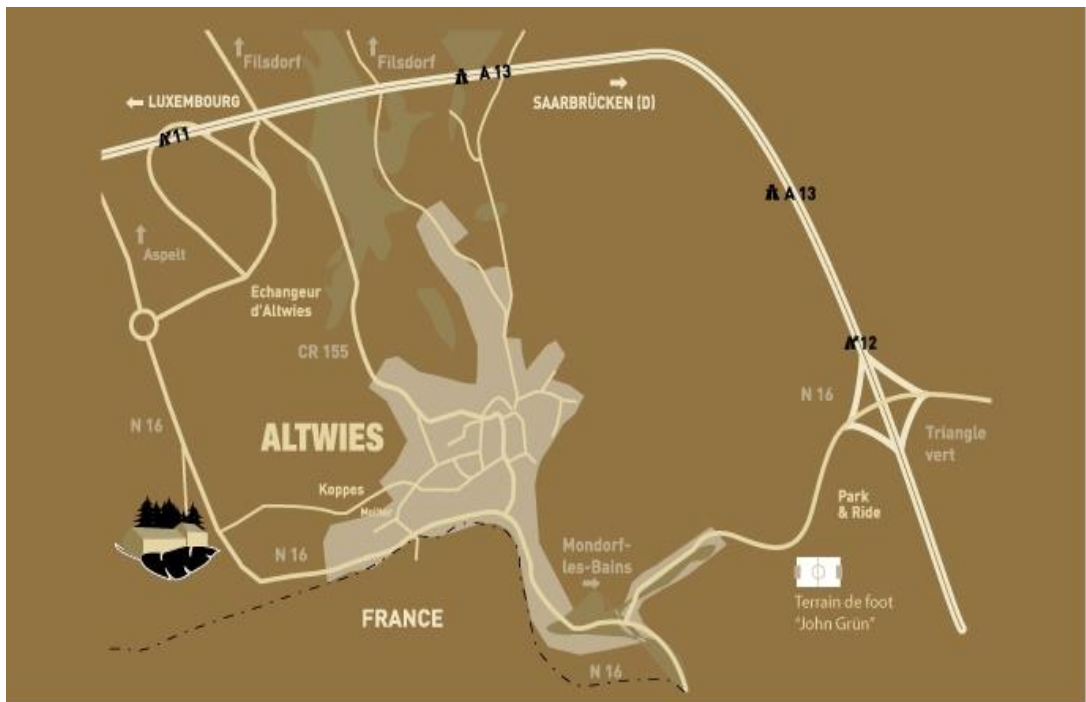 Filsdorf
Filsdorf
A 13
LUXEMBOURG
SAARBRÜCKEN (D)
A 11
A 13
Aspelt
Echangeur
d'Altwies
A 12
CR 155
N 16
N 16
ALTWIES
Triangle
vert
Koppes
Park
& Ride
N 16
Mondorf-
les-Bains
Terrain de foot
"John Grün"
FRANCE
N 16